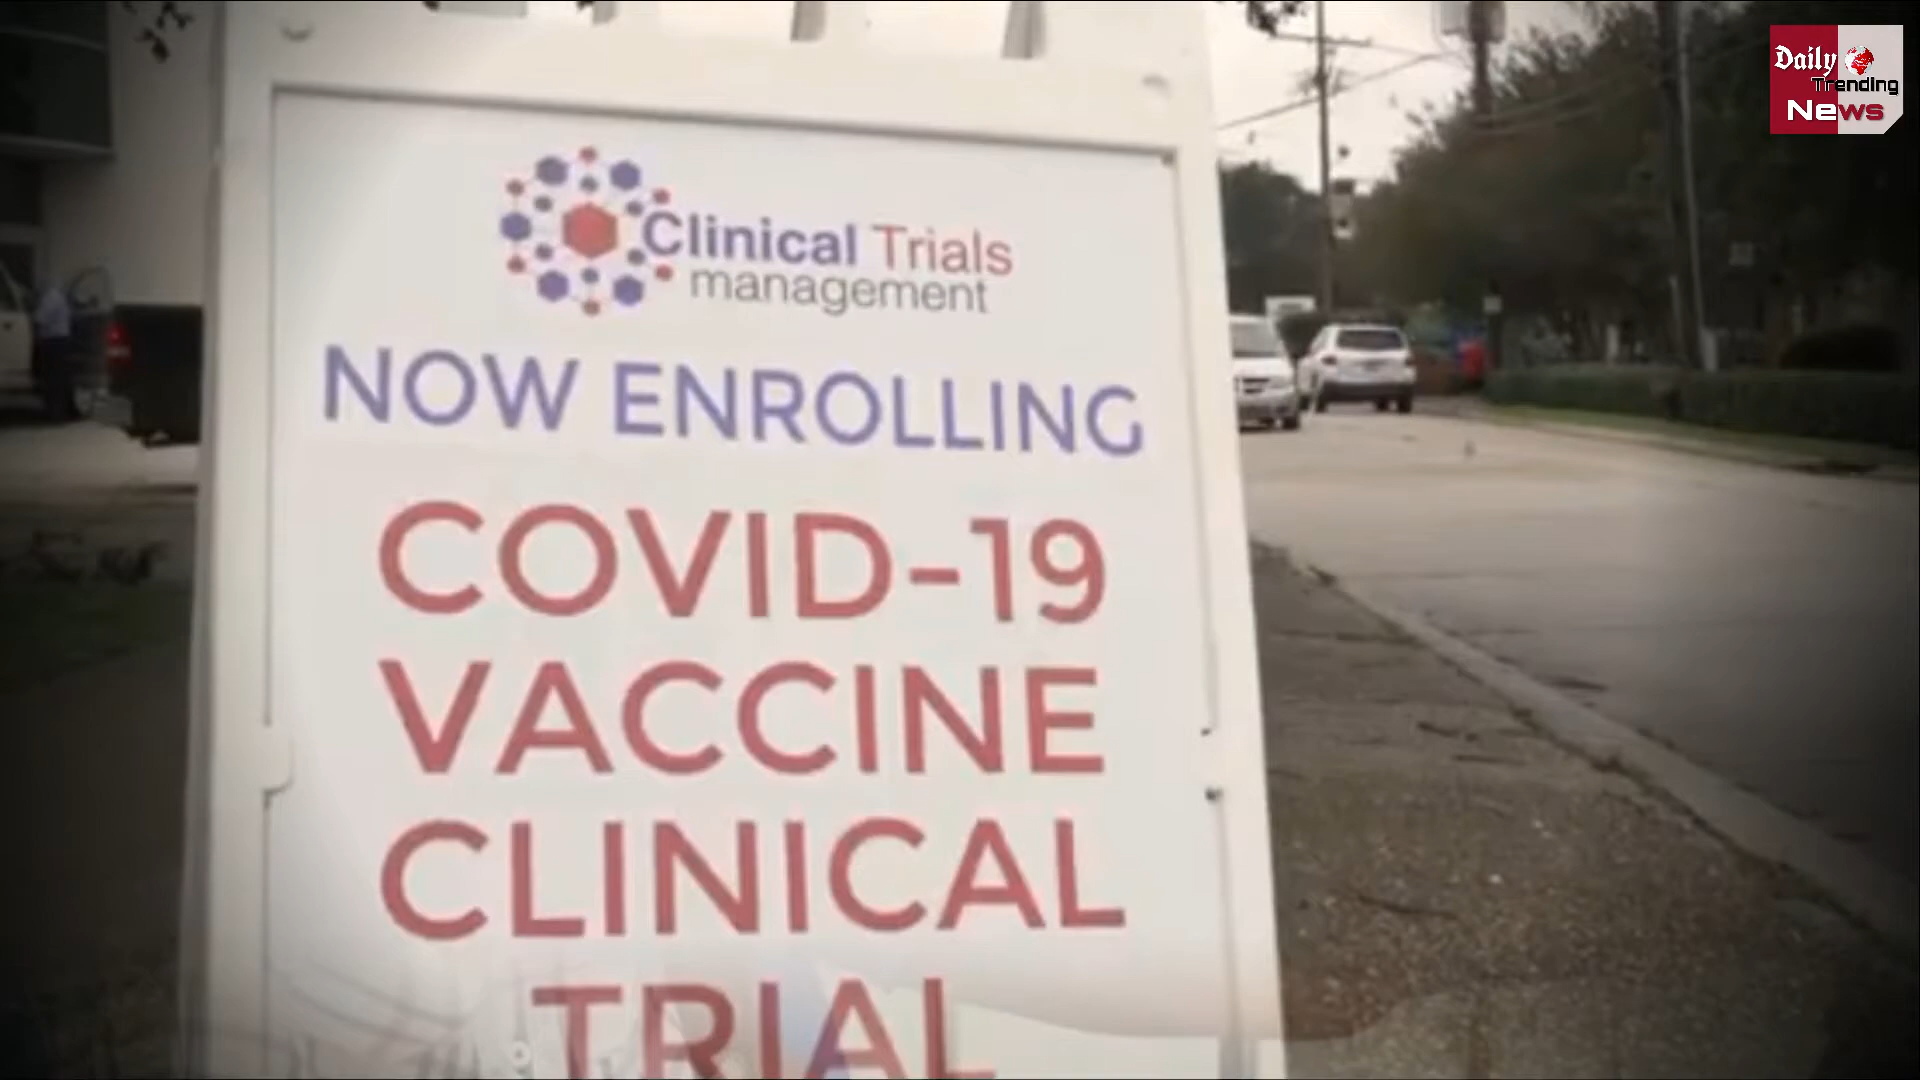 Daily
Trending
News
Clinical Trials
management
NOW ENROLLING
COVID-19
VACCINE
CLINICAL
TRIAL